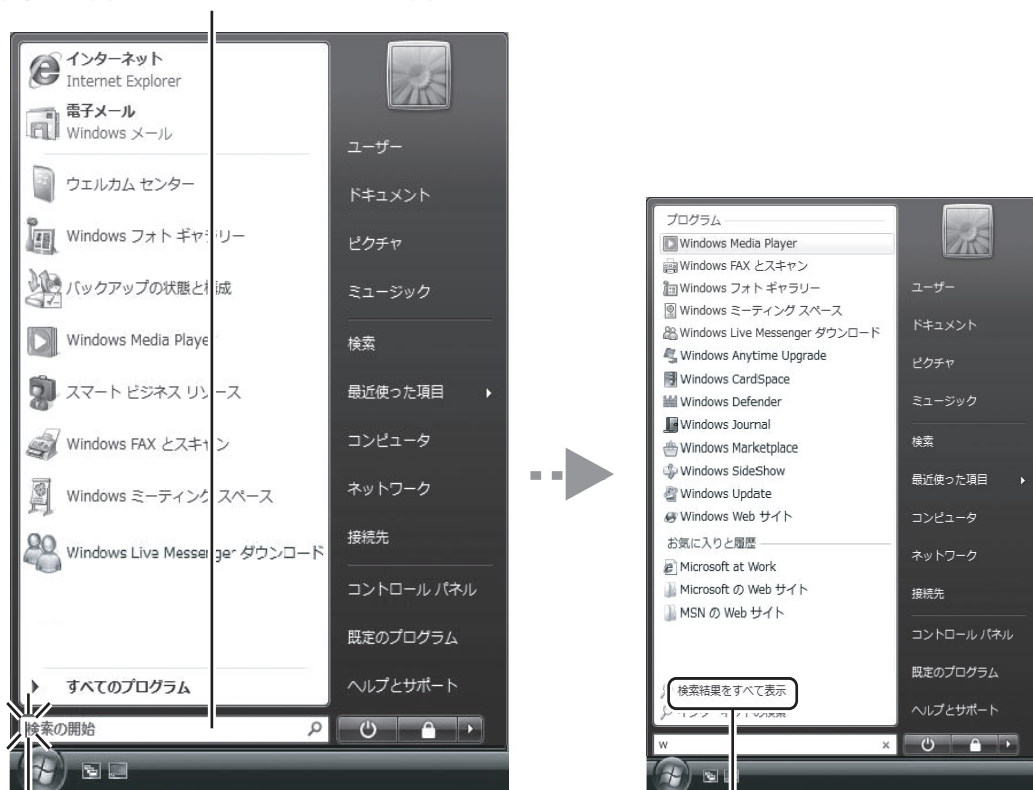 インターネット
Internet Explorer
電子メール
Windows メール
ウェルカム センター
Windows フォト ギャラリー
バックアップの状態と構成
Windows Media Player
スマート ビジネス リソース
Windows FAX とスキャン
Windows ミーティング スペース
Windows Live Messenger ダウンロード
すべてのプログラム
検索の開始
ユーザー
ドキュメント
ピクチャ
ミュージック
検索
最近使った項目
コンピュータ
ネットワーク
接続先
コントロール パネル
既定のプログラム
ヘルプとサポート
プログラム
Windows Media Player
Windows FAX とスキャン
Windows フォト ギャラリー
Windows ミーティング スペース
Windows Live Messenger ダウンロード
Windows Anytime Upgrade
Windows CardSpace
Windows Defender
Windows Journal
Windows Marketplace
Windows SideShow
Windows Update
Windows Web サイト
お気に入りと履歴
Microsoft at Work
Microsoft の Web サイト
MSN の Web サイト
検索結果をすべて表示
インターネットの検索
w
ユーザー
ドキュメント
ピクチャ
ミュージック
検索
最近使った項目
コンピュータ
ネットワーク
接続先
コントロール パネル
既定のプログラム
ヘルプとサポート